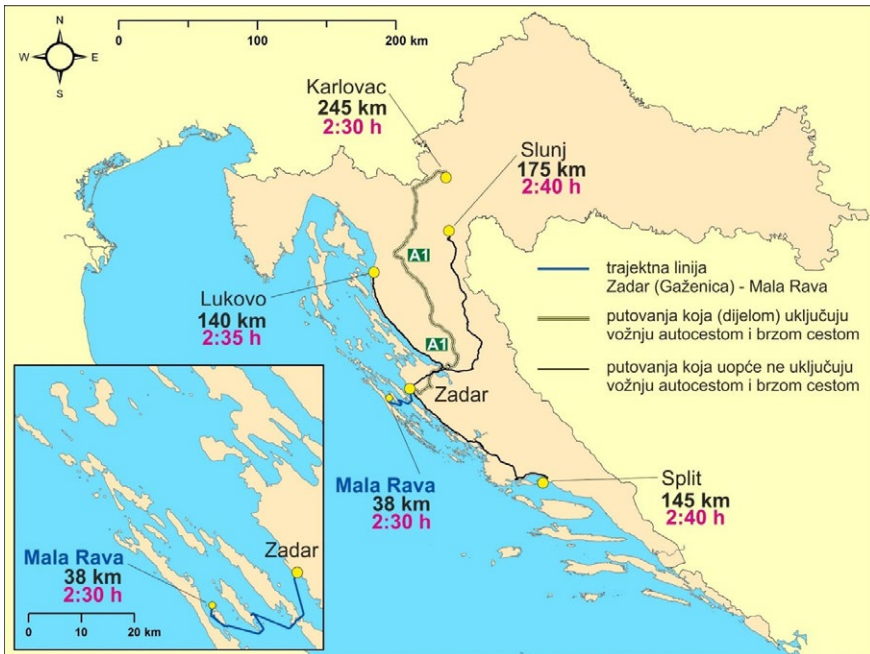 N
W E
S
0 100 200 km
Karlovac
245 km
2:30 h
Slunj
175 km
2:40 h
A1
Lukovo
140 km
2:35 h
A1
trajektna linija
Zadar (Gaženica) - Mala Rava
putovanja koja (dijelom) uključuju
vožnju autocestom i brzom cestom
putovanja koja uopće ne uključuju
vožnju autocestom i brzom cestom
Zadar
Mala Rava
38 km
2:30 h
Split
145 km
2:40 h
Zadar
Mala Rava
38 km
2:30 h
0 10 20 km